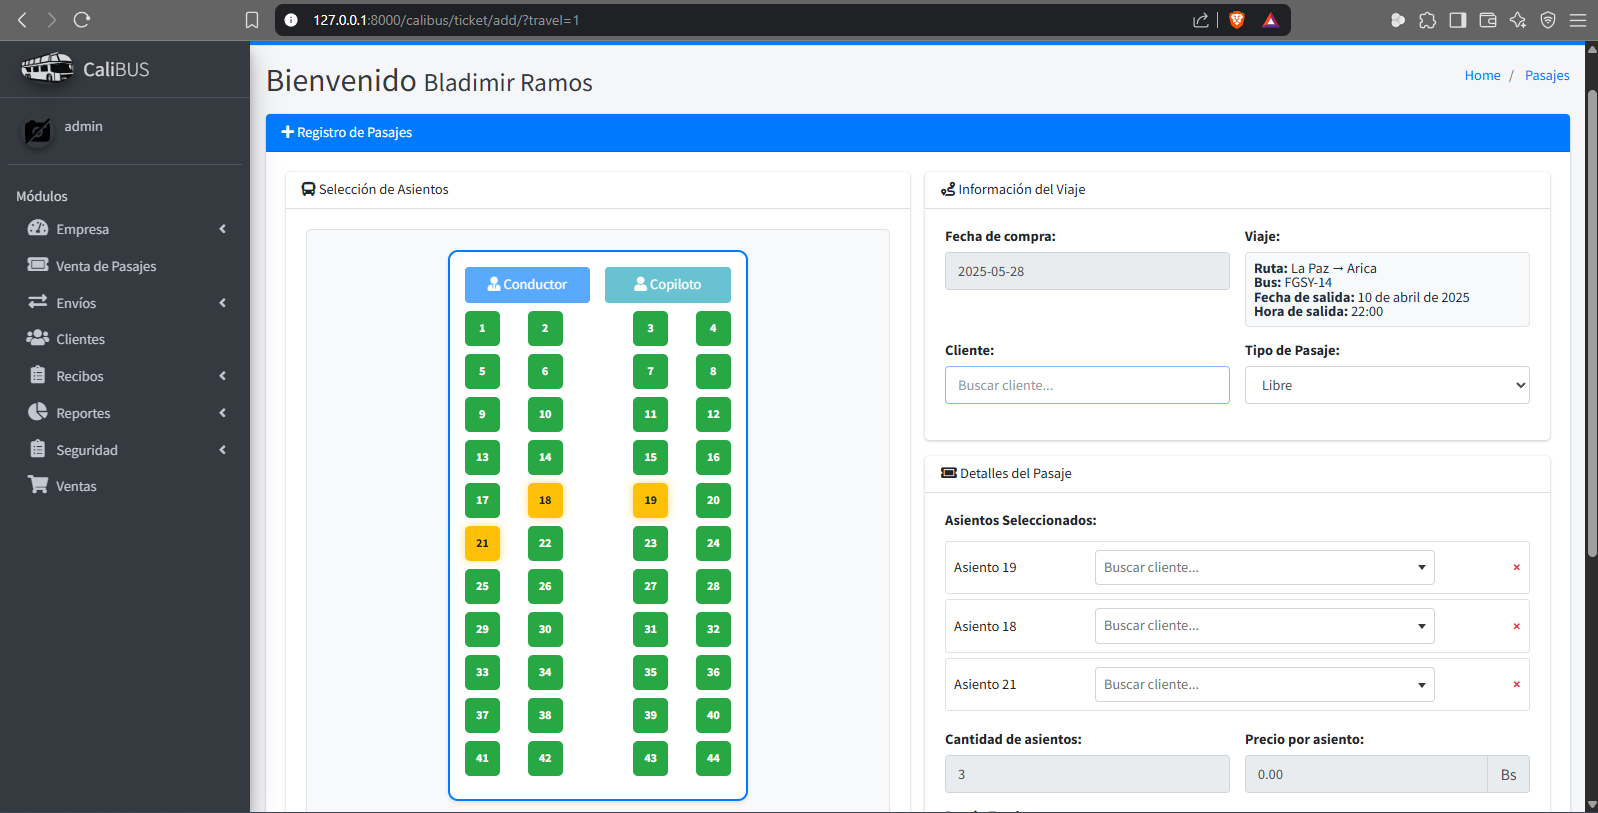 127.0.0.1:8000/calibus/ticket/add/?travel=1
CaliBUS
admin
Módulos
Empresa
Venta de Pasajes
Envíos
Clientes
Recibos
Reportes
Seguridad
Ventas
Bienvenido Bladimir Ramos
Home / Pasajes
Registro de Pasajes
Selección de Asientos
Conductor Copiloto
1 2 3 4
5 6 7 8
9 10 11 12
13 14 15 16
17 18 19 20
21 22 23 24
25 26 27 28
29 30 31 32
33 34 35 36
37 38 39 40
41 42 43 44
Información del Viaje
Fecha de compra:
2025-05-28
Viaje:
Ruta: La Paz → Arica
Bus: FGSY-14
Fecha de salida: 10 de abril de 2025
Hora de salida: 22:00
Cliente:
Buscar cliente...
Tipo de Pasaje:
Libre
Detalles del Pasaje
Asientos Seleccionados:
Asiento 19 Buscar cliente... ×
Asiento 18 Buscar cliente... ×
Asiento 21 Buscar cliente... ×
Cantidad de asientos:
3
Precio por asiento:
0.00 Bs